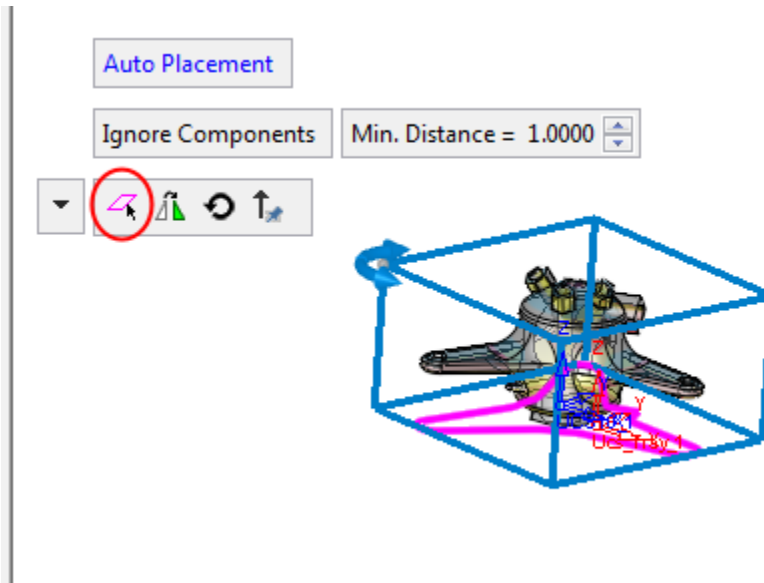 Auto Placement
Ignore Components Min. Distance = 1.0000
Z
Z
Y